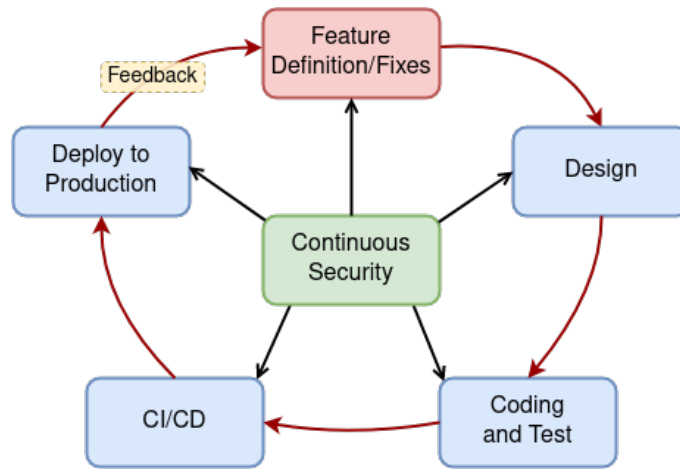 Feature
Definition/Fixes
Feedback
Deploy to
Production
Design
Continuous
Security
CI/CD
Coding
and Test